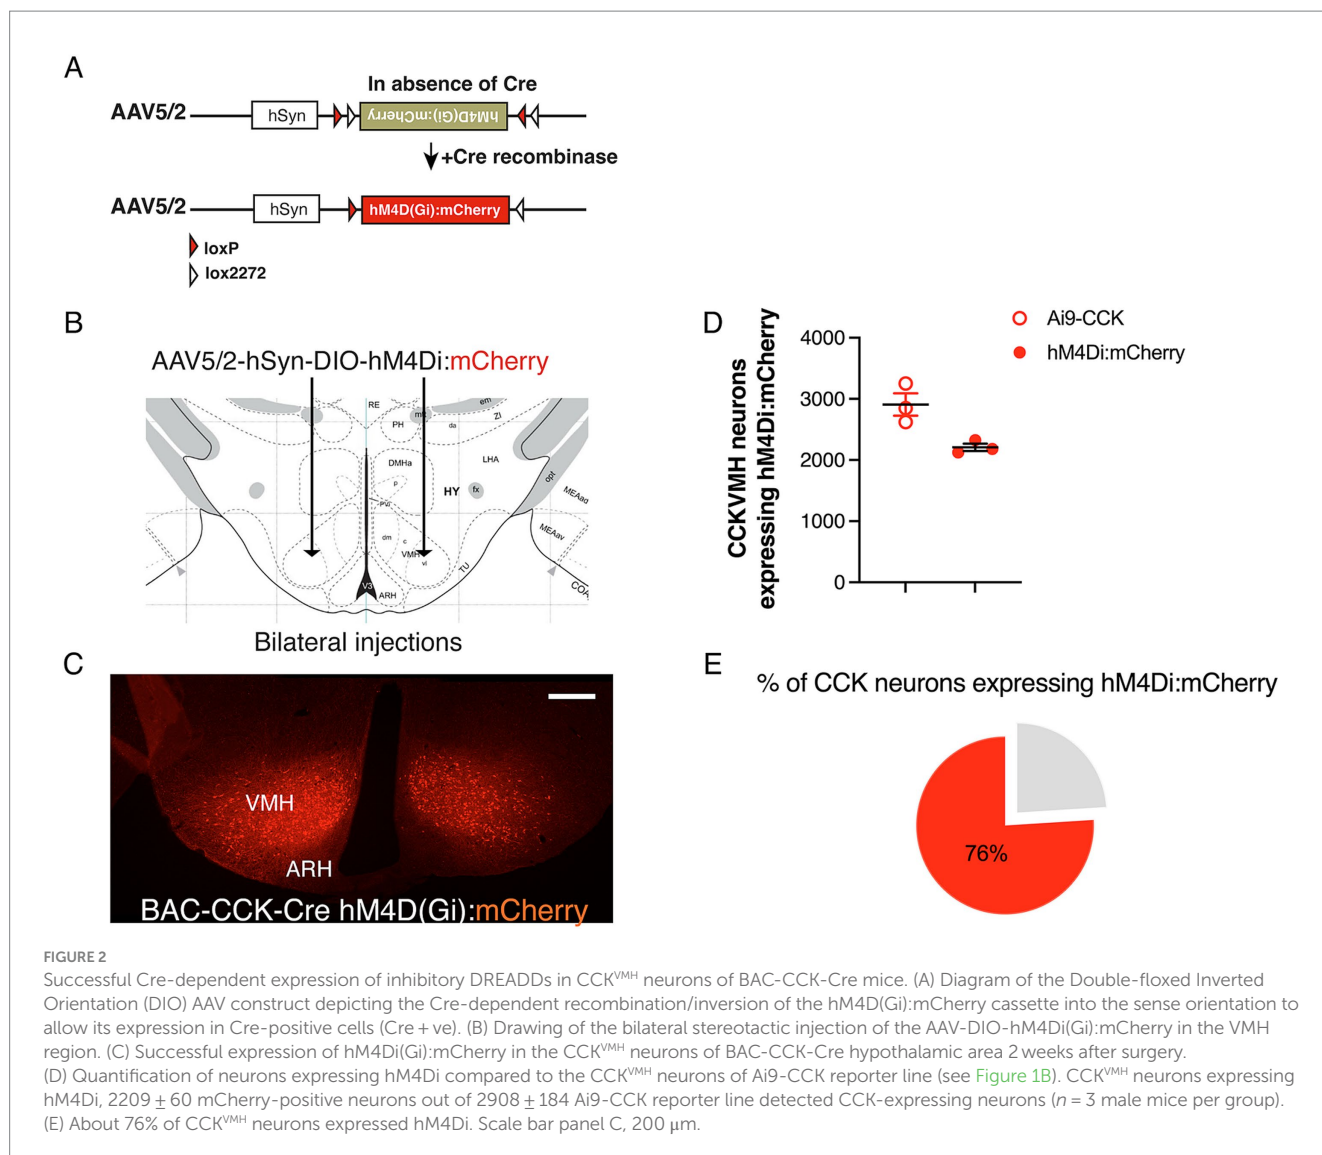 A
In absence of Cre
AAV5/2
hSyn
hM4D(Gi):mCherry
+Cre recombinase
AAV5/2
hSyn
hM4D(Gi):mCherry
loxP
lox2272
B
AAV5/2-hSyn-DIO-hM4Di:mCherry
RE
em
mtt
ZI
PH
da
DMHa
LHA
opt
p
HY
fx
MEAad
PVi
MEAav
dm
c
VMH
vl
TU
V3
ARH
COA
Bilateral injections
C
VMH
ARH
BAC-CCK-Cre hM4D(Gi):mCherry
D
CCKVMH neurons
expressing hM4Di:mCherry
4000
3000
2000
1000
0
Ai9-CCK
hM4Di:mCherry
E
% of CCK neurons expressing hM4Di:mCherry
76%
FIGURE 2
Successful Cre-dependent expression of inhibitory DREADDs in CCKVMH neurons of BAC-CCK-Cre mice. (A) Diagram of the Double-floxed Inverted
Orientation (DIO) AAV construct depicting the Cre-dependent recombination/inversion of the hM4D(Gi):mCherry cassette into the sense orientation to
allow its expression in Cre-positive cells (Cre + ve). (B) Drawing of the bilateral stereotactic injection of the AAV-DIO-hM4Di(Gi):mCherry in the VMH
region. (C) Successful expression of hM4Di(Gi):mCherry in the CCKVMH neurons of BAC-CCK-Cre hypothalamic area 2 weeks after surgery.
(D) Quantification of neurons expressing hM4Di compared to the CCKVMH neurons of Ai9-CCK reporter line (see Figure 1B). CCKVMH neurons expressing
hM4Di, 2209 ± 60 mCherry-positive neurons out of 2908 ± 184 Ai9-CCK reporter line detected CCK-expressing neurons (n = 3 male mice per group).
(E) About 76% of CCKVMH neurons expressed hM4Di. Scale bar panel C, 200 μm.